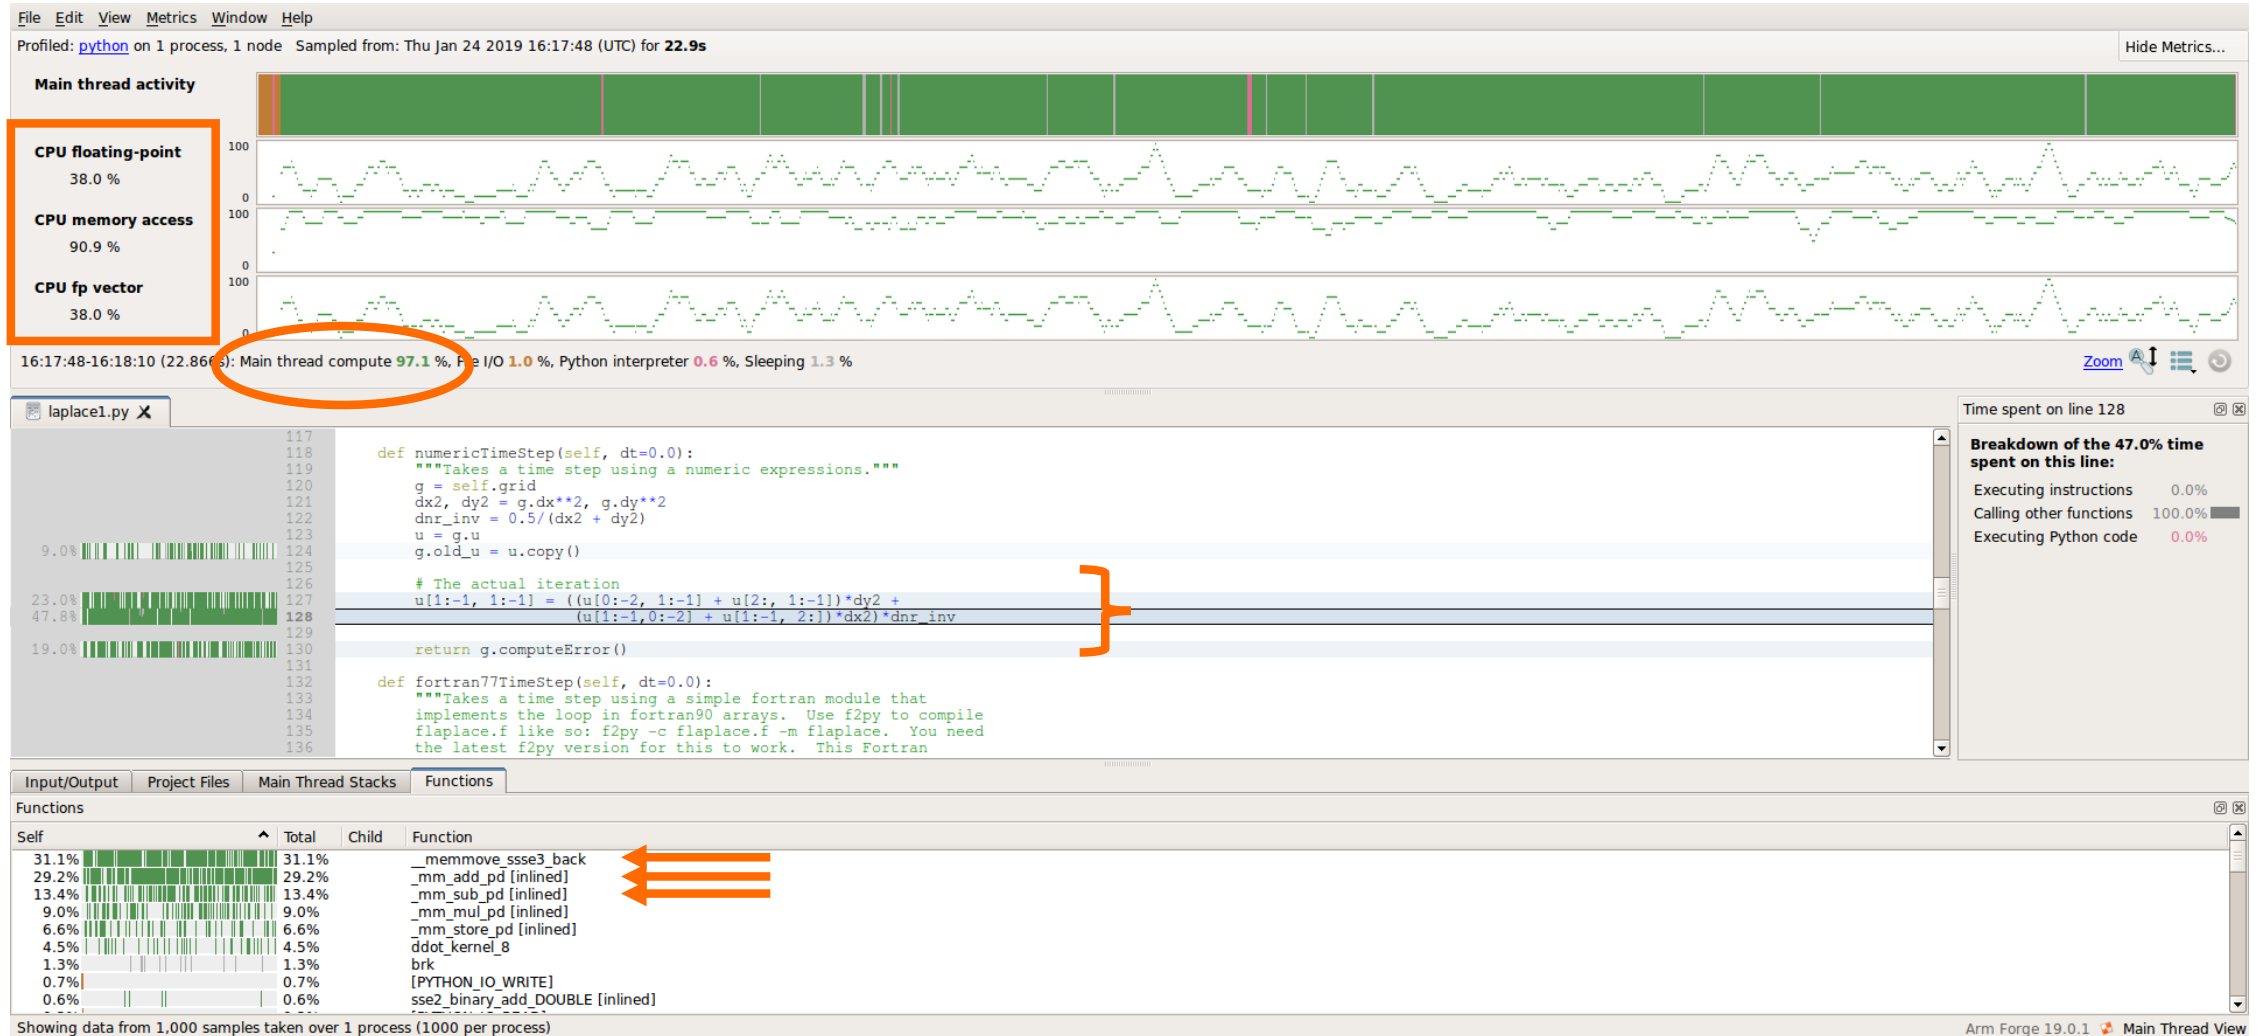 File Edit View Metrics Window Help
Profiled: python on 1 process, 1 node Sampled from: Thu Jan 24 2019 16:17:48 (UTC) for 22.9s
Hide Metrics...
Main thread activity
CPU floating-point
38.0 %
100
0
CPU memory access
90.9 %
100
0
CPU fp vector
38.0 %
100
0
16:17:48-16:18:10 (22.866s): Main thread compute 97.1 %, File I/O 1.0 %, Python interpreter 0.6 %, Sleeping 1.3 %
Zoom
laplace1.py
117
118 def numericTimeStep(self, dt=0.0):
119 """Takes a time step using a numeric expressions."""
120 g = self.grid
121 dx2, dy2 = g.dx**2, g.dy**2
122 dnr_inv = 0.5/(dx2 + dy2)
123 u = g.u
9.0% 124 g.old_u = u.copy()
125
126 # The actual iteration
23.0% 127 u[1:-1, 1:-1] = ((u[0:-2, 1:-1] + u[2:, 1:-1])*dy2 +
47.8% 128 (u[1:-1,0:-2] + u[1:-1, 2:])*dx2)*dnr_inv
129
19.0% 130 return g.computeError()
131
132 def fortran77TimeStep(self, dt=0.0):
133 """Takes a time step using a simple fortran module that
134 implements the loop in fortran90 arrays. Use f2py to compile
135 flaplace.f like so: f2py -c flaplace.f -m flaplace. You need
136 the latest f2py version for this to work. This Fortran
Time spent on line 128
Breakdown of the 47.0% time
spent on this line:
Executing instructions 0.0%
Calling other functions 100.0%
Executing Python code 0.0%
Input/Output Project Files Main Thread Stacks Functions
Functions
Self Total Child Function
31.1% 31.1% __memmove_ssse3_back
29.2% 29.2% _mm_add_pd [inlined]
13.4% 13.4% _mm_sub_pd [inlined]
9.0% 9.0% _mm_mul_pd [inlined]
6.6% 6.6% _mm_store_pd [inlined]
4.5% 4.5% ddot_kernel_8
1.3% 1.3% brk
0.7% 0.7% [PYTHON_IO_WRITE]
0.6% 0.6% sse2_binary_add_DOUBLE [inlined]
Showing data from 1,000 samples taken over 1 process (1000 per process)
Arm Forge 19.0.1 Main Thread View